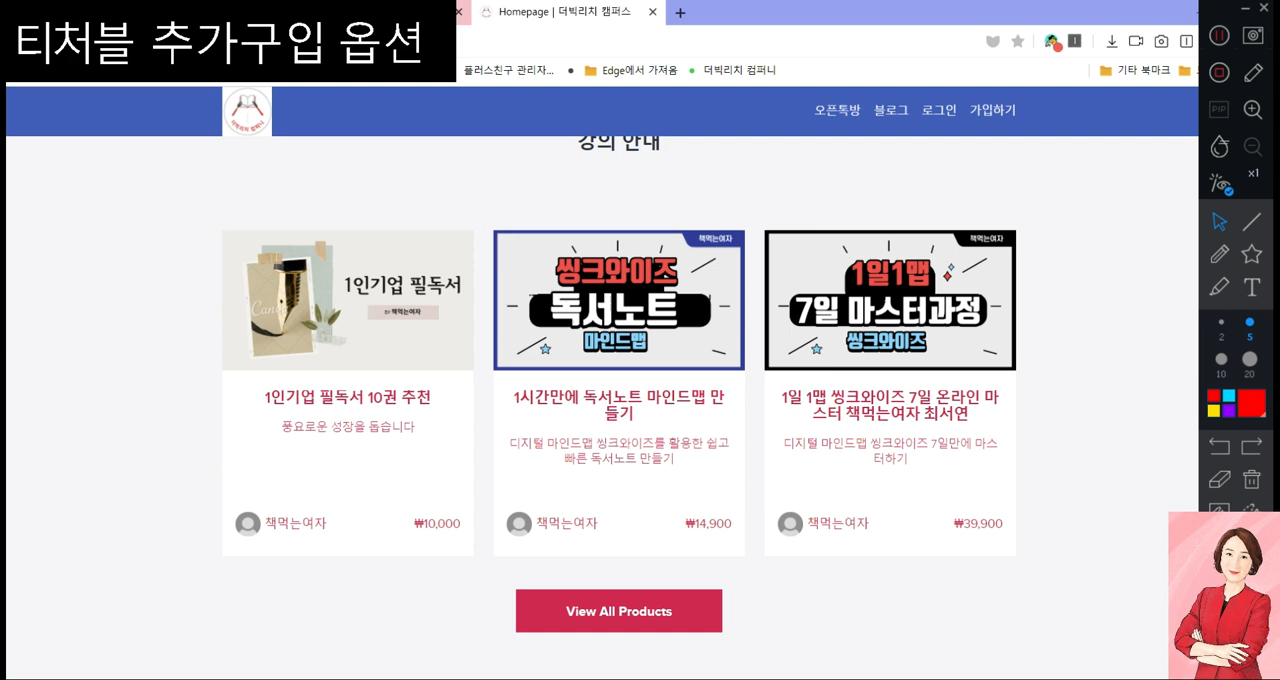 티처블 추가구입 옵션
Homepage | 더빅리치 캠퍼스
플러스친구 관리자...
Edge에서 가져옴
더빅리치 컴퍼니
기타 북마크
더빅리치 컴퍼니
오픈톡방 블로그 로그인 가입하기
강의 안내
1인기업 필독서
BY 책먹는여자
책먹는여자
씽크와이즈
독서노트
마인드맵
책먹는여자
1일1맵
7일 마스터과정
씽크와이즈
1인기업 필독서 10권 추천
풍요로운 성장을 돕습니다
책먹는여자 ₩10,000
1시간만에 독서노트 마인드맵 만
들기
디지털 마인드맵 씽크와이즈를 활용한 쉽고
빠른 독서노트 만들기
책먹는여자 ₩14,900
1일 1맵 씽크와이즈 7일 온라인 마
스터 책먹는여자 최서연
디지털 마인드맵 씽크와이즈 7일만에 마스
터하기
책먹는여자 ₩39,900
View All Products
PIP
x1
T
2 5
10 20